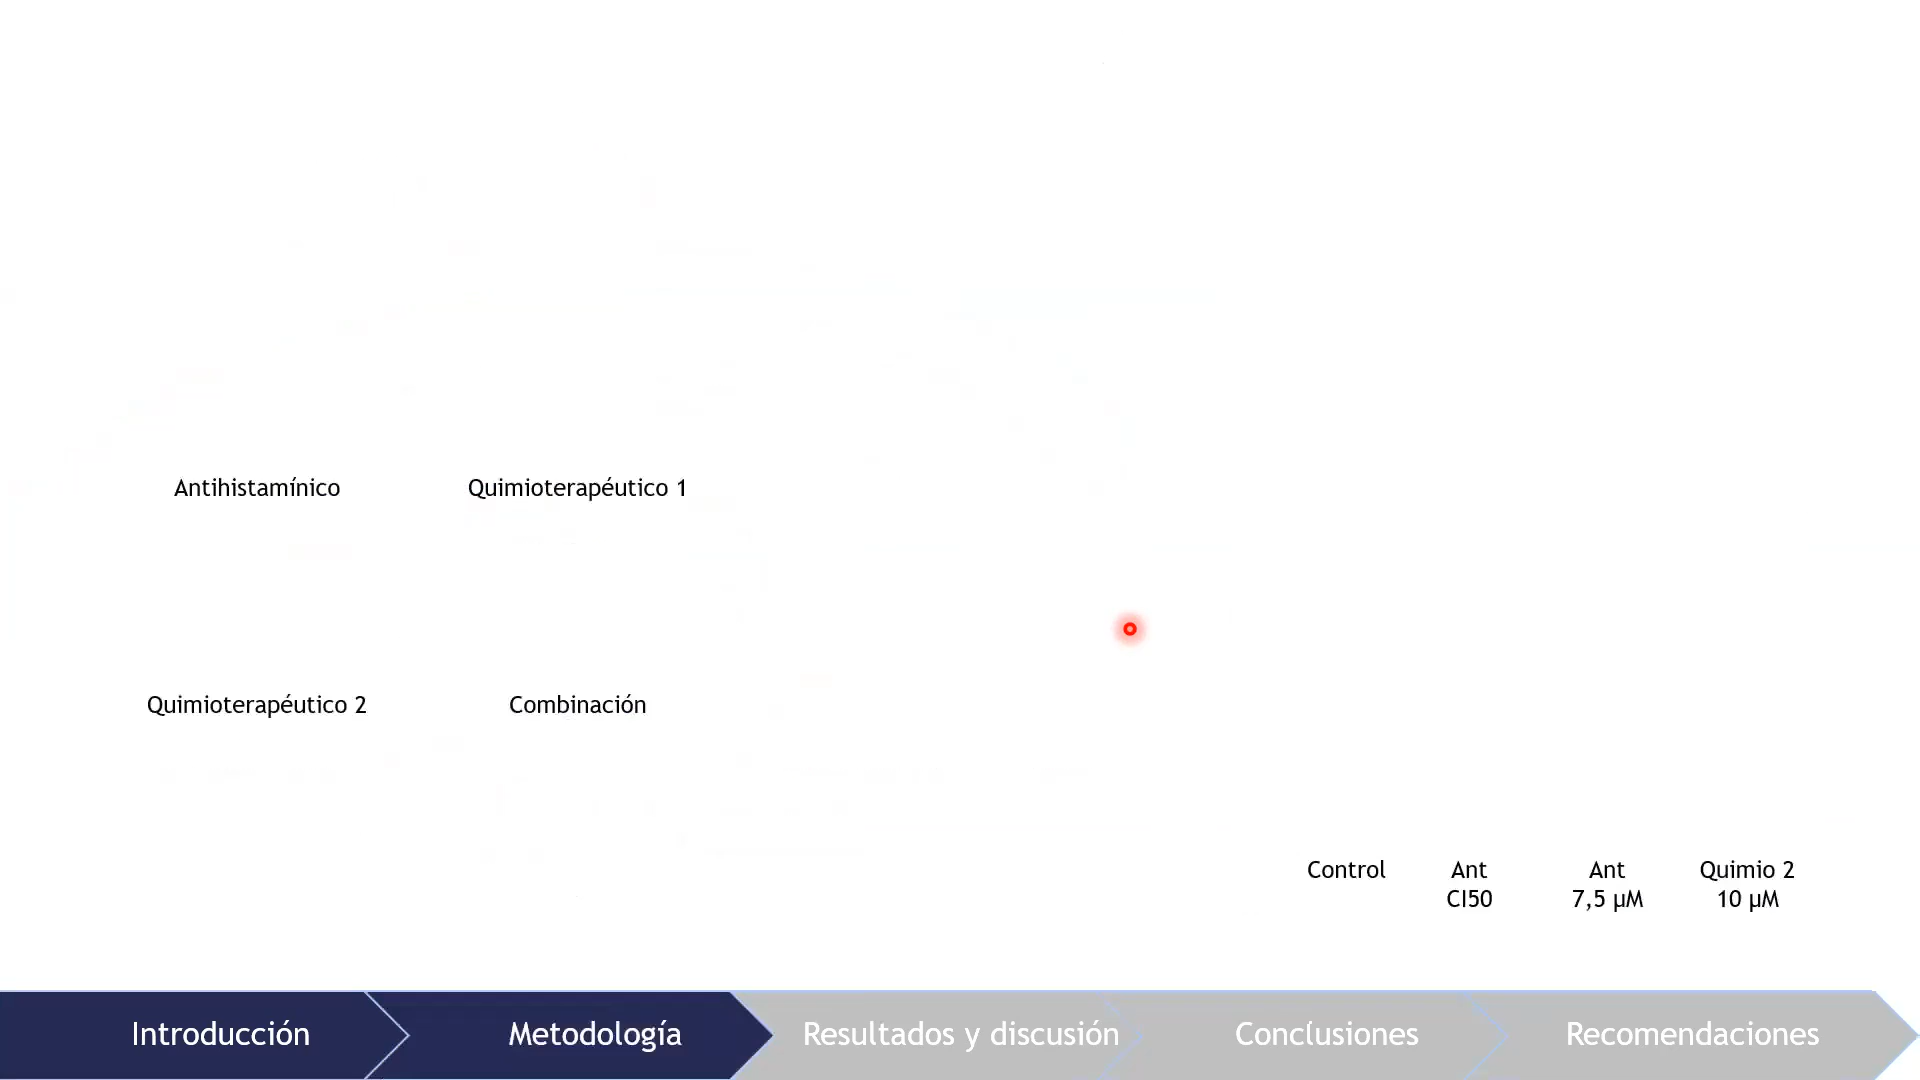 Antihistamínico
Quimioterapéutico 1
Quimioterapéutico 2
Combinación
Control
Ant
CI50
Ant
7,5 µM
Quimio 2
10 µM
Introducción
Metodología
Resultados y discusión
Conclusiones
Recomendaciones